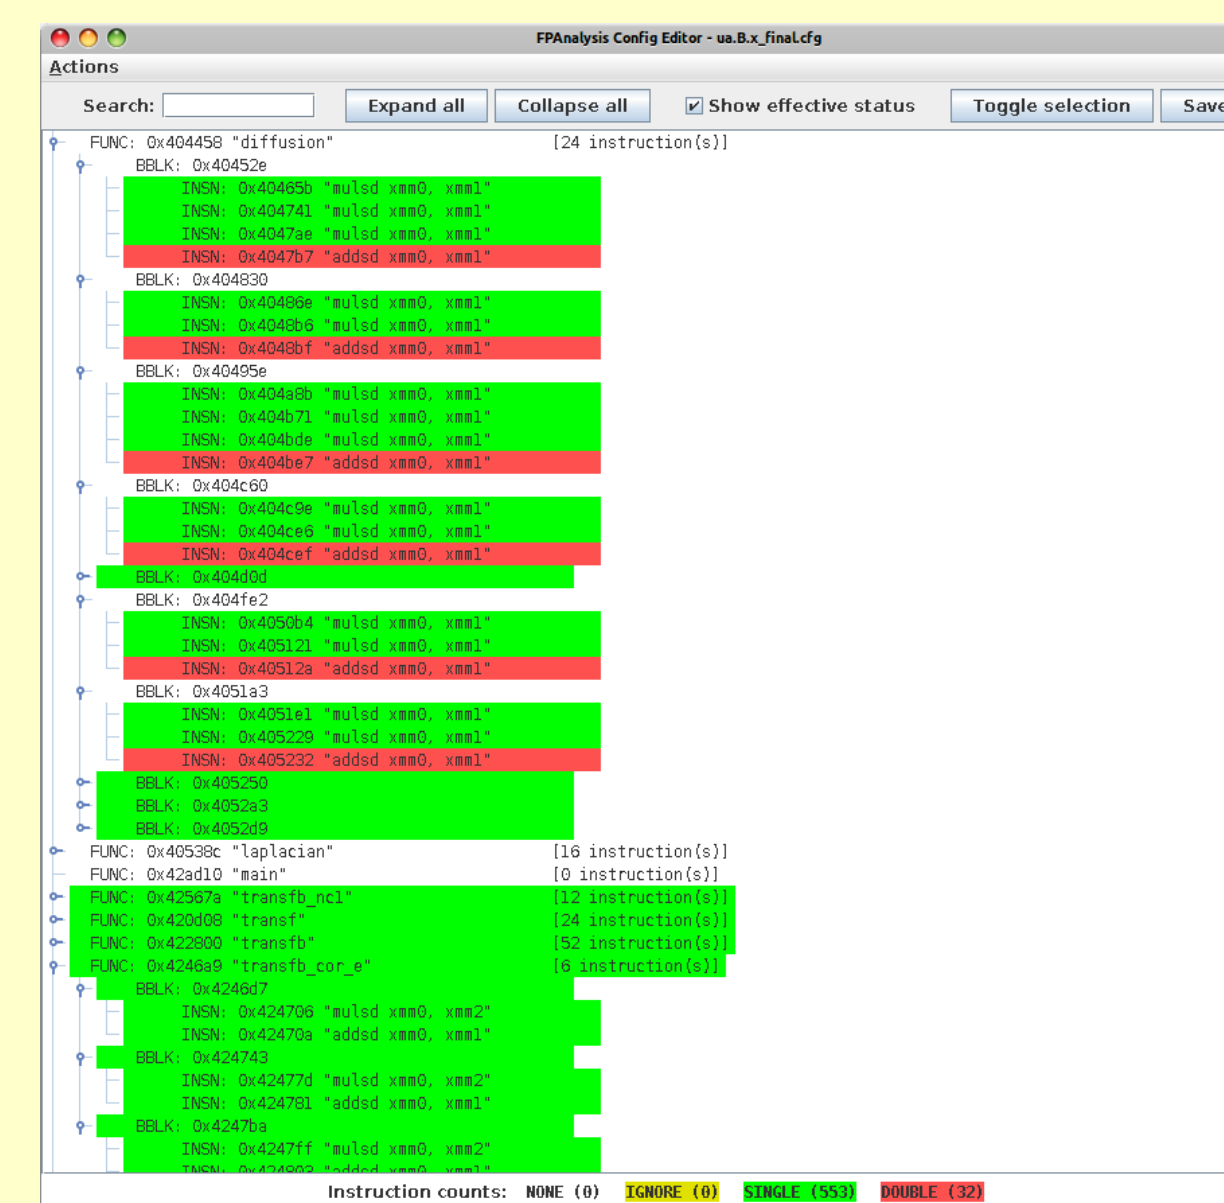 FPAnalysis Config Editor - ua.B.x_final.cfg
Actions
Search: Expand all Collapse all Show effective status Toggle selection Save
FUNC: 0x404458 "diffusion" [24 instruction(s)]
BBLK: 0x40452e
INSN: 0x40465b "mulsd xmm0, xmm1"
INSN: 0x404741 "mulsd xmm0, xmm1"
INSN: 0x4047ae "mulsd xmm0, xmm1"
INSN: 0x4047b7 "addsd xmm0, xmm1"
BBLK: 0x404830
INSN: 0x40486e "mulsd xmm0, xmm1"
INSN: 0x4048b6 "mulsd xmm0, xmm1"
INSN: 0x4048bf "addsd xmm0, xmm1"
BBLK: 0x40495e
INSN: 0x404a8b "mulsd xmm0, xmm1"
INSN: 0x404b71 "mulsd xmm0, xmm1"
INSN: 0x404bde "mulsd xmm0, xmm1"
INSN: 0x404be7 "addsd xmm0, xmm1"
BBLK: 0x404c60
INSN: 0x404c9e "mulsd xmm0, xmm1"
INSN: 0x404ce6 "mulsd xmm0, xmm1"
INSN: 0x404cef "addsd xmm0, xmm1"
BBLK: 0x404d0d
BBLK: 0x404fe2
INSN: 0x4050b4 "mulsd xmm0, xmm1"
INSN: 0x405121 "mulsd xmm0, xmm1"
INSN: 0x40512a "addsd xmm0, xmm1"
BBLK: 0x4051a3
INSN: 0x4051e1 "mulsd xmm0, xmm1"
INSN: 0x405229 "mulsd xmm0, xmm1"
INSN: 0x405232 "addsd xmm0, xmm1"
BBLK: 0x405250
BBLK: 0x4052a3
BBLK: 0x4052d9
FUNC: 0x40538c "laplacian" [16 instruction(s)]
FUNC: 0x42ad10 "main" [0 instruction(s)]
FUNC: 0x42567a "transfb_nc1" [12 instruction(s)]
FUNC: 0x420d08 "transf" [24 instruction(s)]
FUNC: 0x422800 "transfb" [52 instruction(s)]
FUNC: 0x4246a9 "transfb_cor_e" [6 instruction(s)]
BBLK: 0x4246d7
INSN: 0x424706 "mulsd xmm0, xmm2"
INSN: 0x42470a "addsd xmm0, xmm1"
BBLK: 0x424743
INSN: 0x42477d "mulsd xmm0, xmm2"
INSN: 0x424781 "addsd xmm0, xmm1"
BBLK: 0x4247ba
INSN: 0x4247ff "mulsd xmm0, xmm2"
INSN: 0x424803 "addsd xmm0, xmm1"
Instruction counts: NONE (0) IGNORE (0) SINGLE (553) DOUBLE (32)